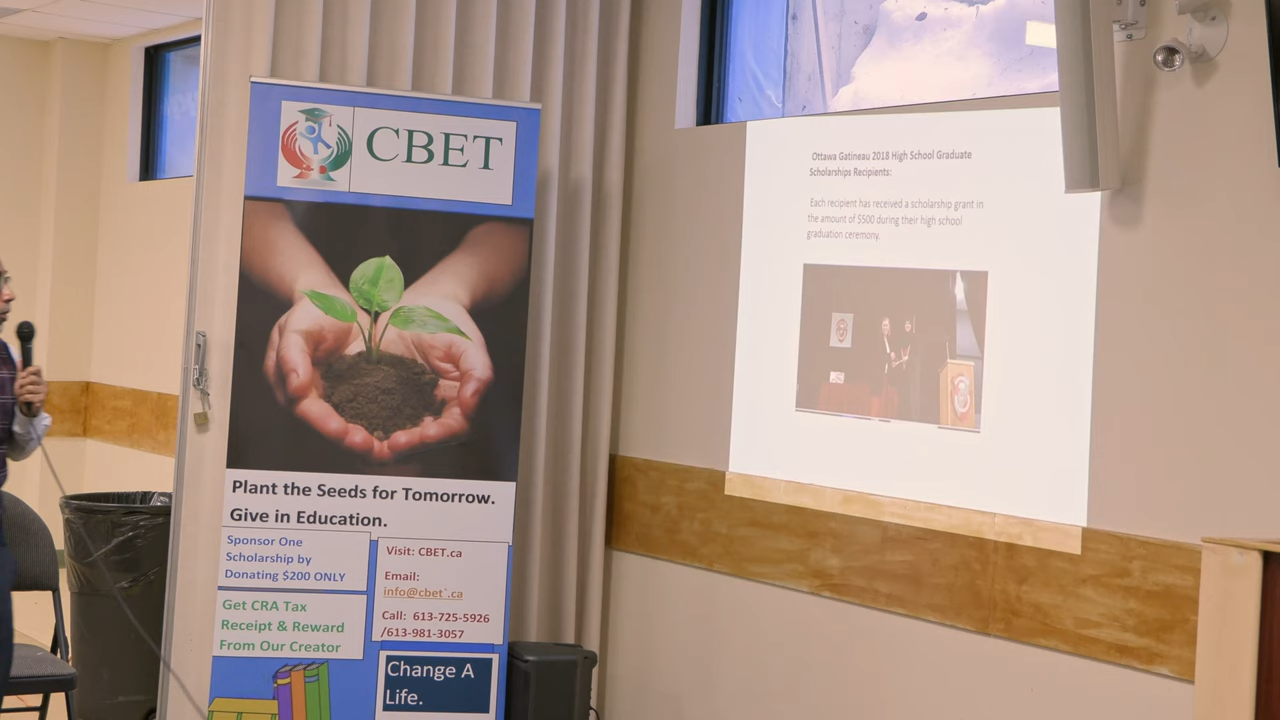 CBET
Plant the Seeds for Tomorrow.
Give in Education.
Sponsor One
Scholarship by
Donating $200 ONLY
Get CRA Tax
Receipt & Reward
From Our Creator
Visit: CBET.ca
Email:
info@cbet`.ca
Call: 613-725-5926
/613-981-3057
Change A
Life.
Ottawa Gatineau 2018 High School Graduate
Scholarships Recipients:
Each recipient has received a scholarship grant in
the amount of $500 during their high school
graduation ceremony.